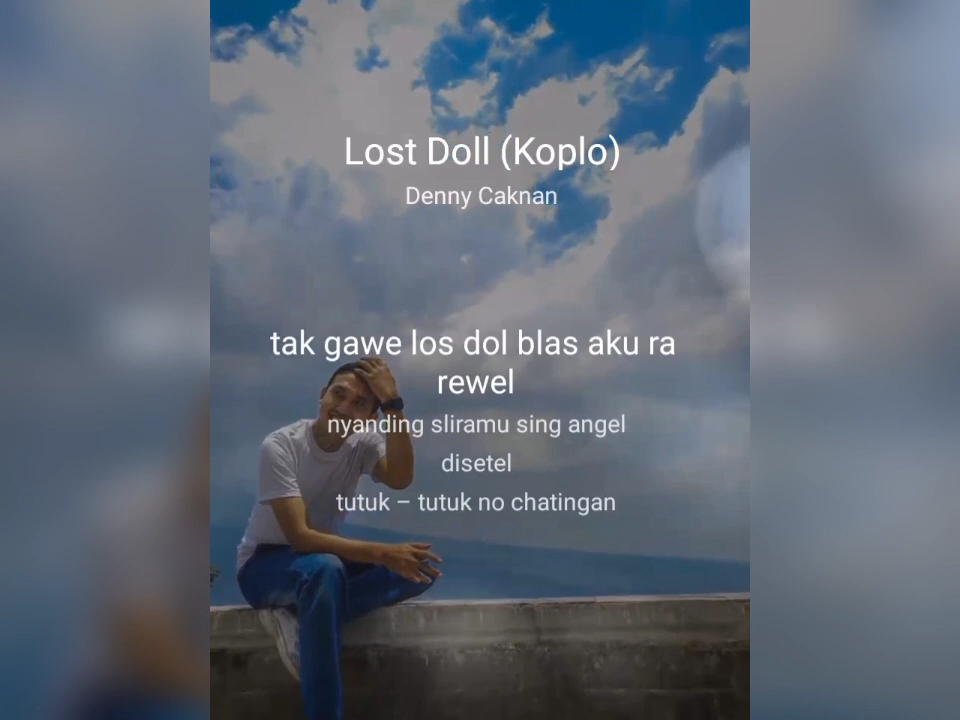 Lost Doll (Koplo)
Denny Caknan
tak gawe los dol blas aku ra
rewel
nyanding sliramu sing angel
disetel
tutuk – tutuk no chatingan